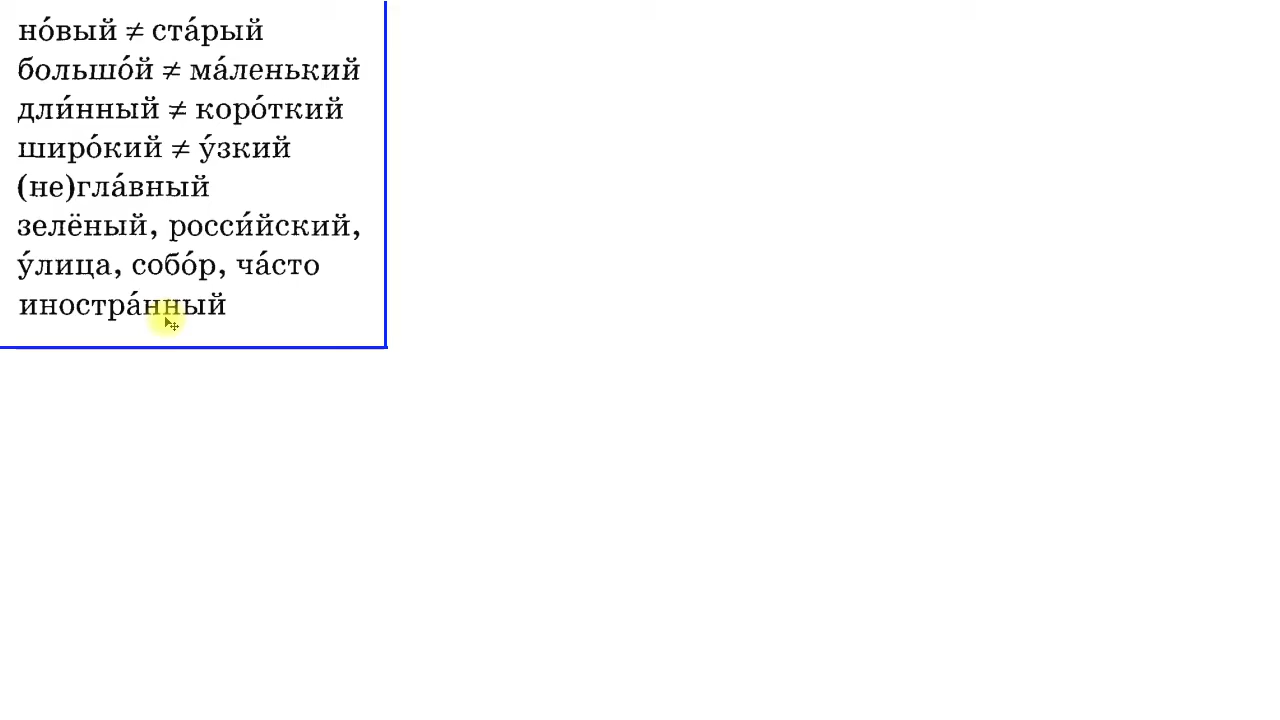 но́вый ≠ ста́рый
большо́й ≠ ма́ленький
дли́нный ≠ коро́ткий
широ́кий ≠ у́зкий
(не)гла́вный
зелёный, росси́йский,
у́лица, собо́р, ча́сто
иностра́нный